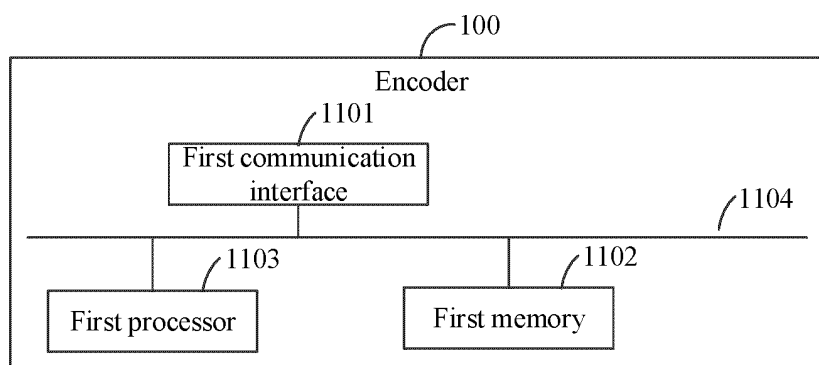 100
Encoder
1101
First communication
interface
1104
1103
1102
First processor
First memory